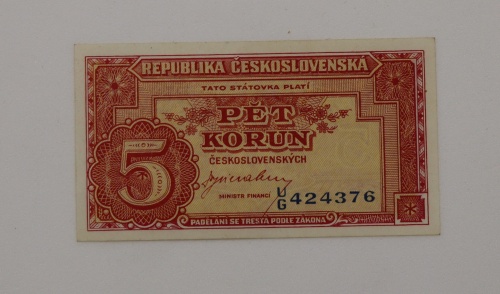 REPUBLIKA ČESKOSLOVENSKÁ
TATO STÁTOVKA PLATÍ
PĚT
KORUN
ČESKOSLOVENSKÝCH
5
MINISTR FINANCÍ
U/G 424376
PADĚLÁNÍ SE TRESTÁ PODLE ZÁKONA